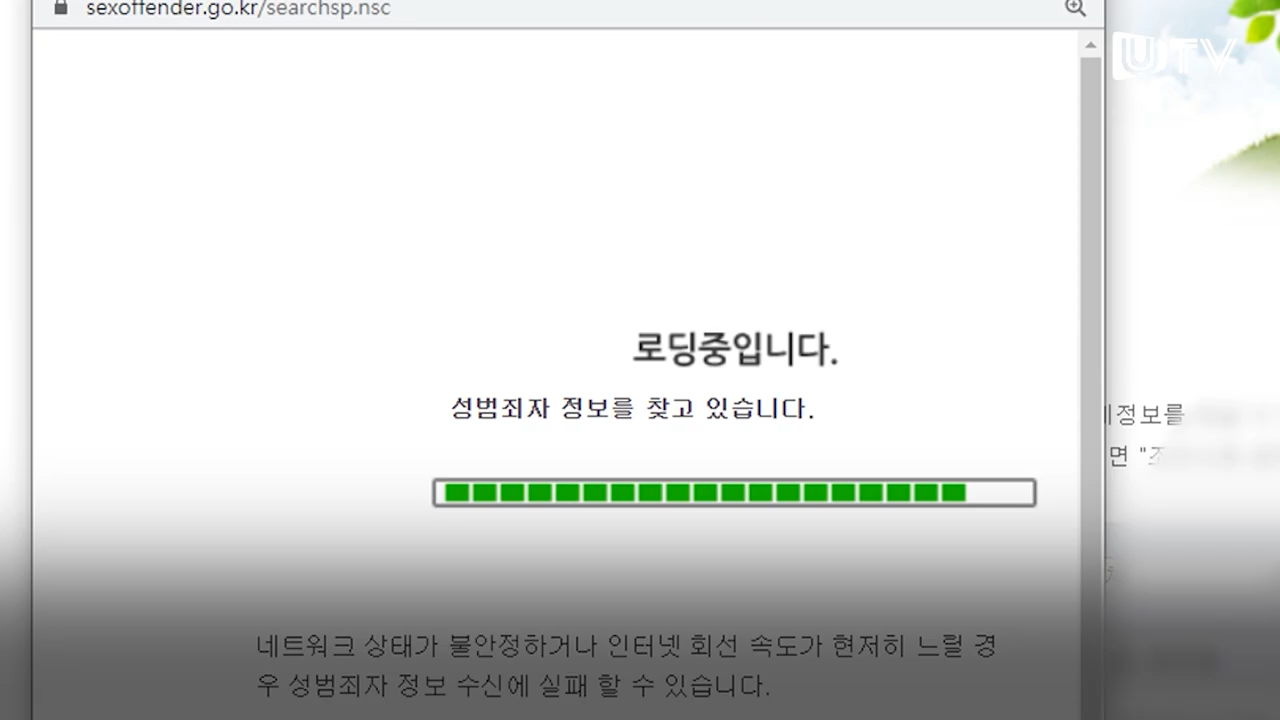 sexoffender.go.kr/searchsp.nsc
UTV
로딩중입니다.
성범죄자 정보를 찾고 있습니다.
정보를
면 "조
네트워크 상태가 불안정하거나 인터넷 회선 속도가 현저히 느릴 경
우 성범죄자 정보 수신에 실패 할 수 있습니다.